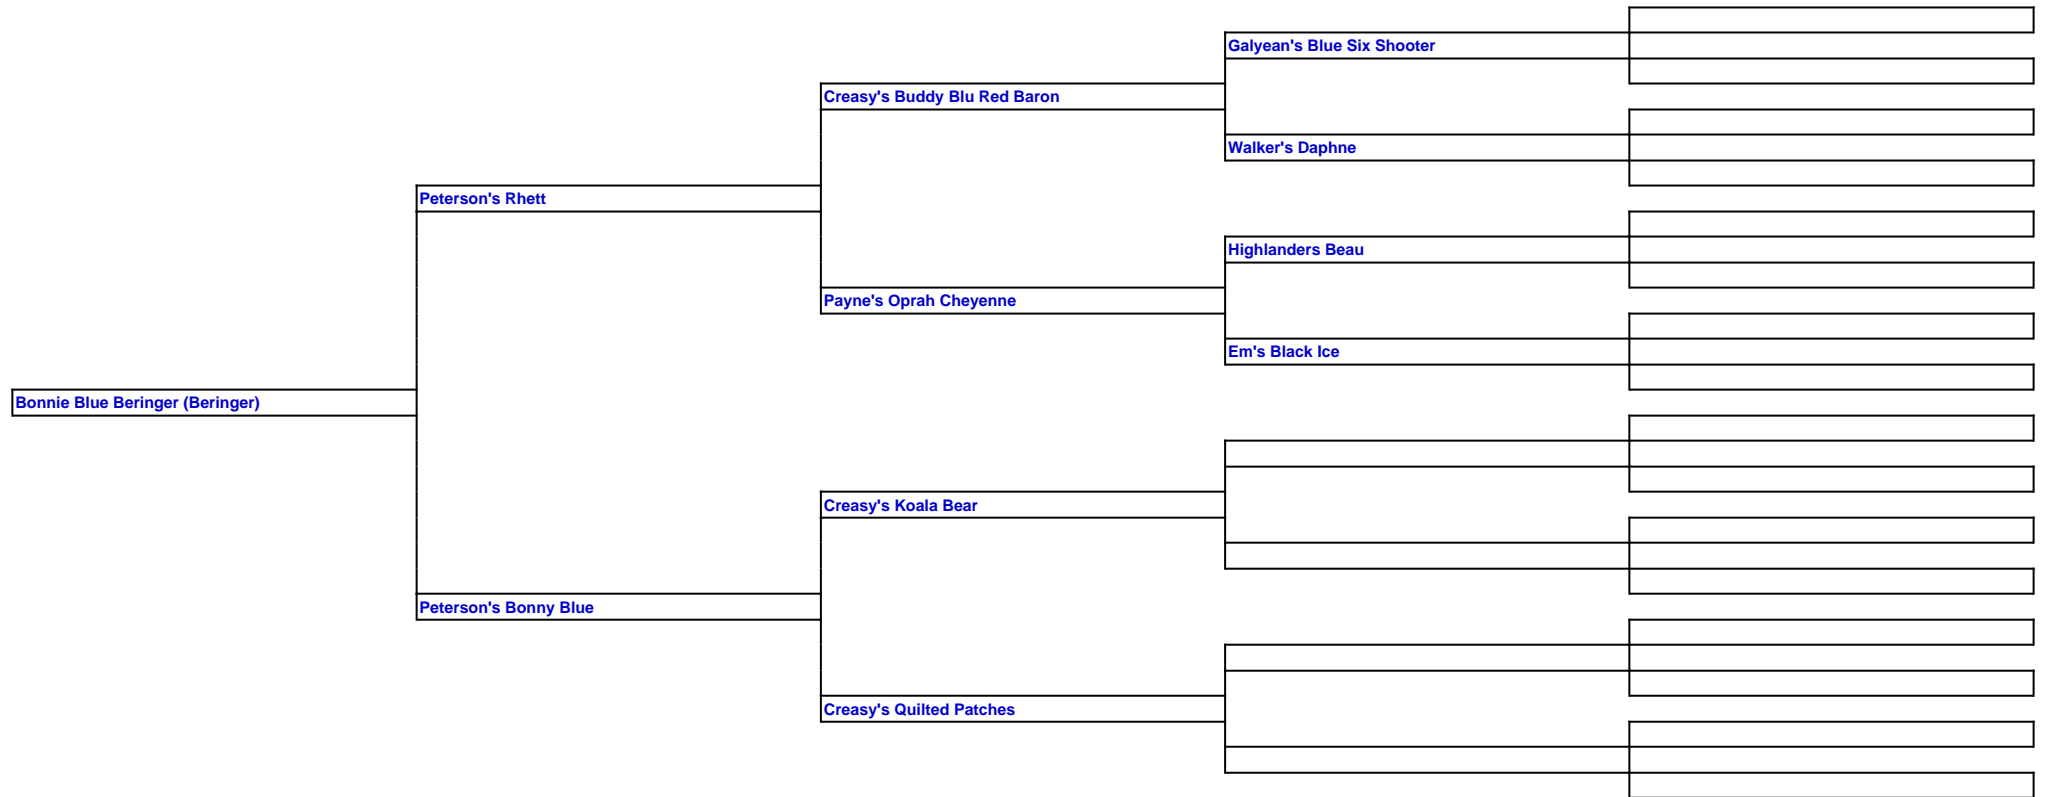 Galyean's Blue Six Shooter
Creasy's Buddy Blu Red Baron
Walker's Daphne
Peterson's Rhett
Highlanders Beau
Payne's Oprah Cheyenne
Em's Black Ice
Bonnie Blue Beringer (Beringer)
Creasy's Koala Bear
Peterson's Bonny Blue
Creasy's Quilted Patches